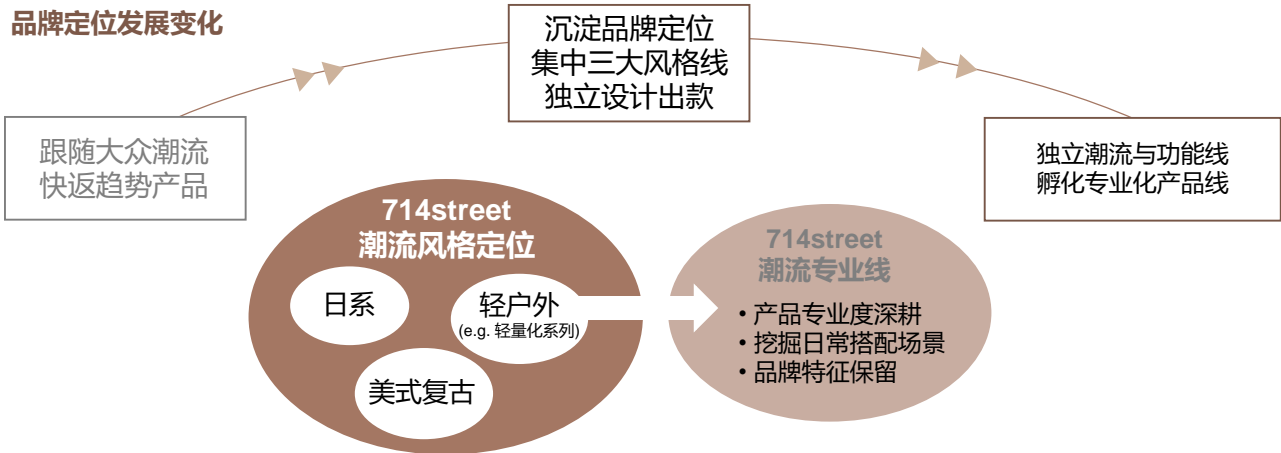 品牌定位发展变化
沉淀品牌定位
集中三大风格线
独立设计出款
跟随大众潮流
快返趋势产品
独立潮流与功能线
孵化专业化产品线
714street
潮流风格定位
日系
轻户外
(e.g. 轻量化系列)
美式复古
714street
潮流专业线
• 产品专业度深耕
• 挖掘日常搭配场景
• 品牌特征保留